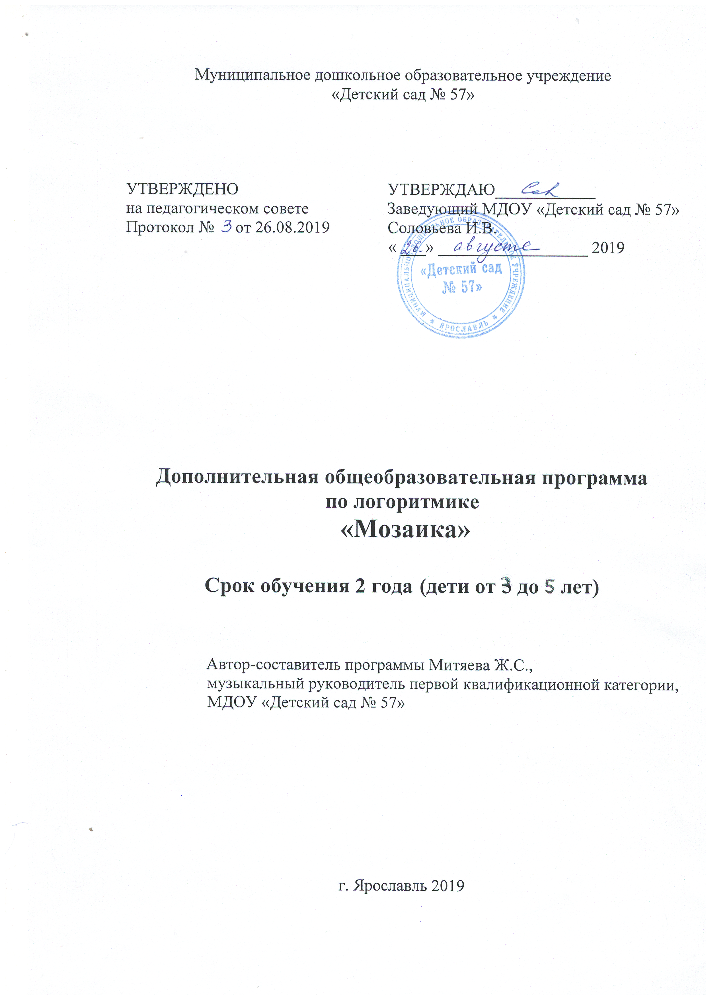 Муниципальное дошкольное образовательное учреждение
«Детский сад № 57»
УТВЕРЖДЕНО
на педагогическом совете
Протокол № 3 от 26.08.2019
УТВЕРЖДАЮ
Заведующий МДОУ «Детский сад № 57»
Соловьева И.В.
« 26. » августа 2019
МУНИЦИПАЛЬНОЕ ДОШКОЛЬНОЕ ОБРАЗОВАТЕЛЬНОЕ УЧРЕЖДЕНИЕ * ЯРОСЛАВЛЬ *
«Детский сад
№ 57»
Дополнительная общеобразовательная программа
по логоритмике
«Мозаика»
Срок обучения 2 года (дети от 3 до 5 лет)
Автор-составитель программы Митяева Ж.С.,
музыкальный руководитель первой квалификационной категории,
МДОУ «Детский сад № 57»
г. Ярославль 2019